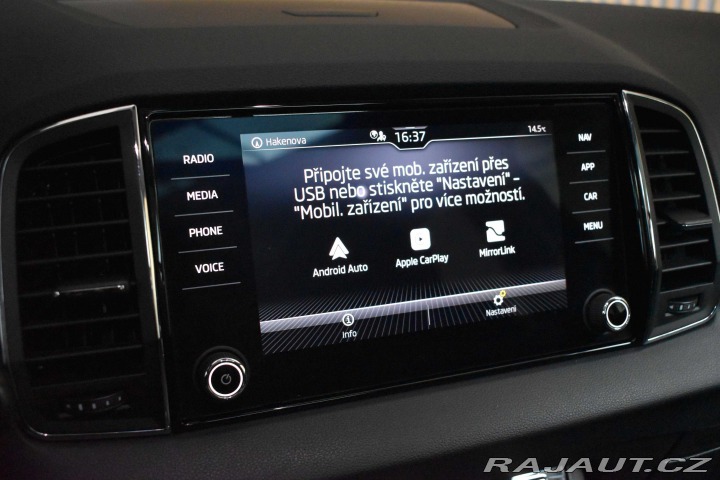 Hakenova
16:37
14.5°C
Připojte své mob. zařízení přes
USB nebo stiskněte "Nastavení" -
"Mobil. zařízení" pro více možností.
Android Auto
Apple CarPlay
MirrorLink
Info
Nastavení
RADIO
MEDIA
PHONE
VOICE
NAV
APP
CAR
MENU
RAJAUT.CZ